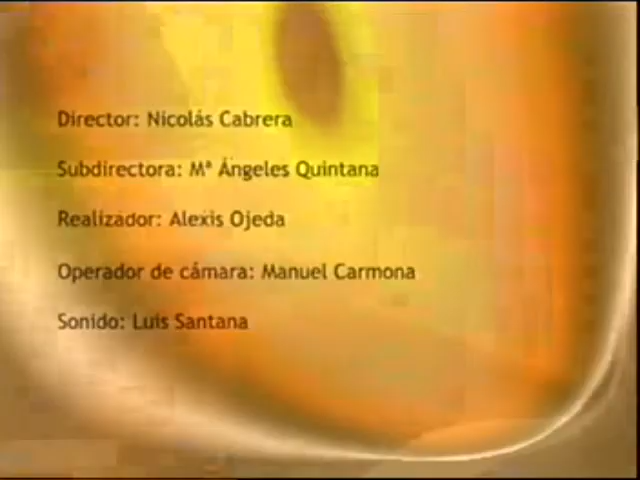 Director: Nicolás Cabrera
Subdirectora: Mª Ángeles Quintana
Realizador: Alexis Ojeda
Operador de cámara: Manuel Carmona
Sonido: Luis Santana